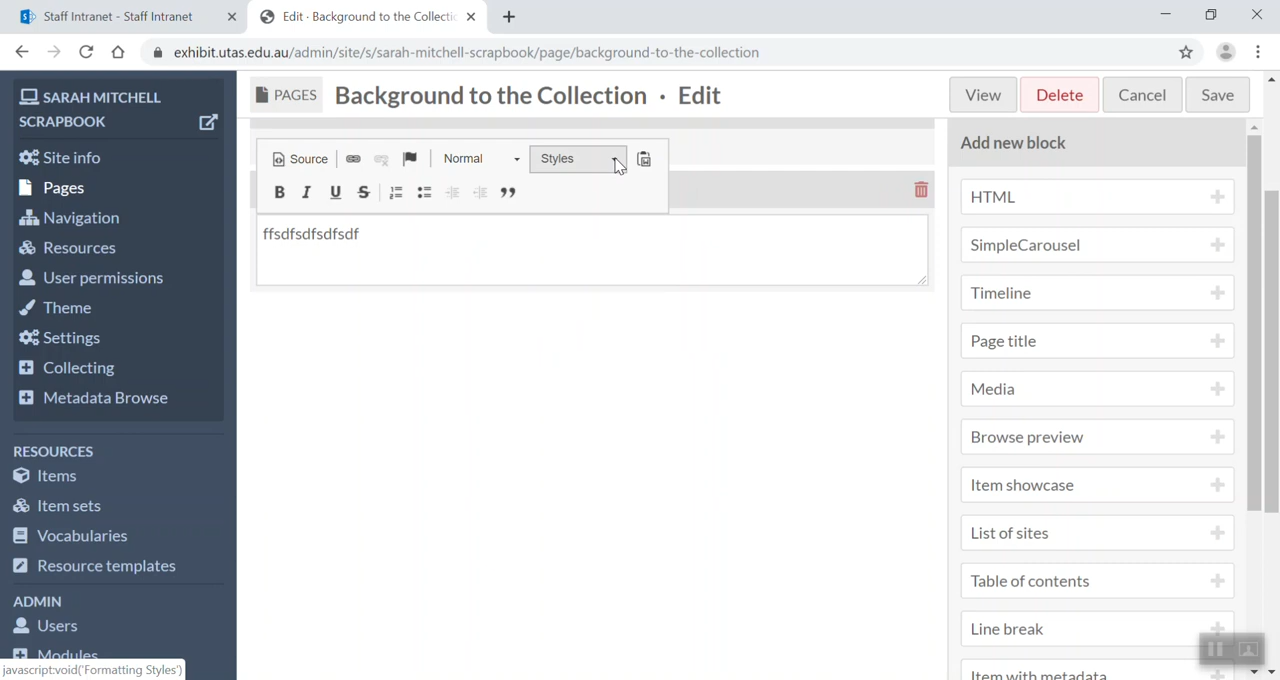 Staff Intranet - Staff Intranet
Edit · Background to the Collectic
exhibit.utas.edu.au/admin/site/s/sarah-mitchell-scrapbook/page/background-to-the-collection
SARAH MITCHELL
SCRAPBOOK
Site info
Pages
Navigation
Resources
User permissions
Theme
Settings
Collecting
Metadata Browse
RESOURCES
Items
Item sets
Vocabularies
Resource templates
ADMIN
Users
Modules
javascript:void('Formatting Styles')
PAGES
Background to the Collection · Edit
View
Delete
Cancel
Save
Source
Normal
Styles
B I U S
ffsdfsdfsdfsdf
Add new block
HTML
SimpleCarousel
Timeline
Page title
Media
Browse preview
Item showcase
List of sites
Table of contents
Line break
Item with metadata